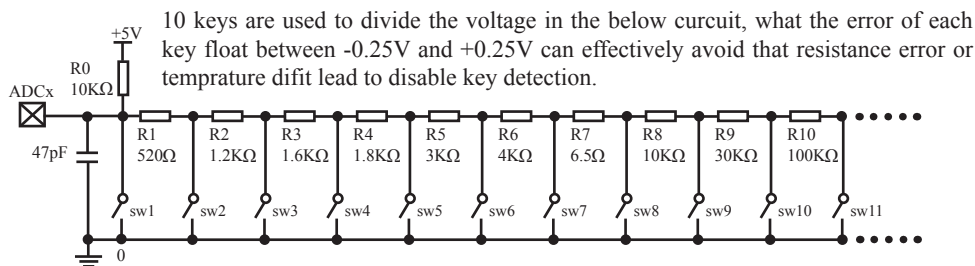 10 keys are used to divide the voltage in the below curcuit, what the error of each
key float between -0.25V and +0.25V can effectively avoid that resistance error or
temprature difit lead to disable key detection.
+5V
R0
10KΩ
ADCx
47pF
R1 R2 R3 R4 R5 R6 R7 R8 R9 R10
520Ω 1.2KΩ 1.6KΩ 1.8KΩ 3KΩ 4KΩ 6.5Ω 10KΩ 30KΩ 100KΩ
sw1 sw2 sw3 sw4 sw5 sw6 sw7 sw8 sw9 sw10 sw11
0